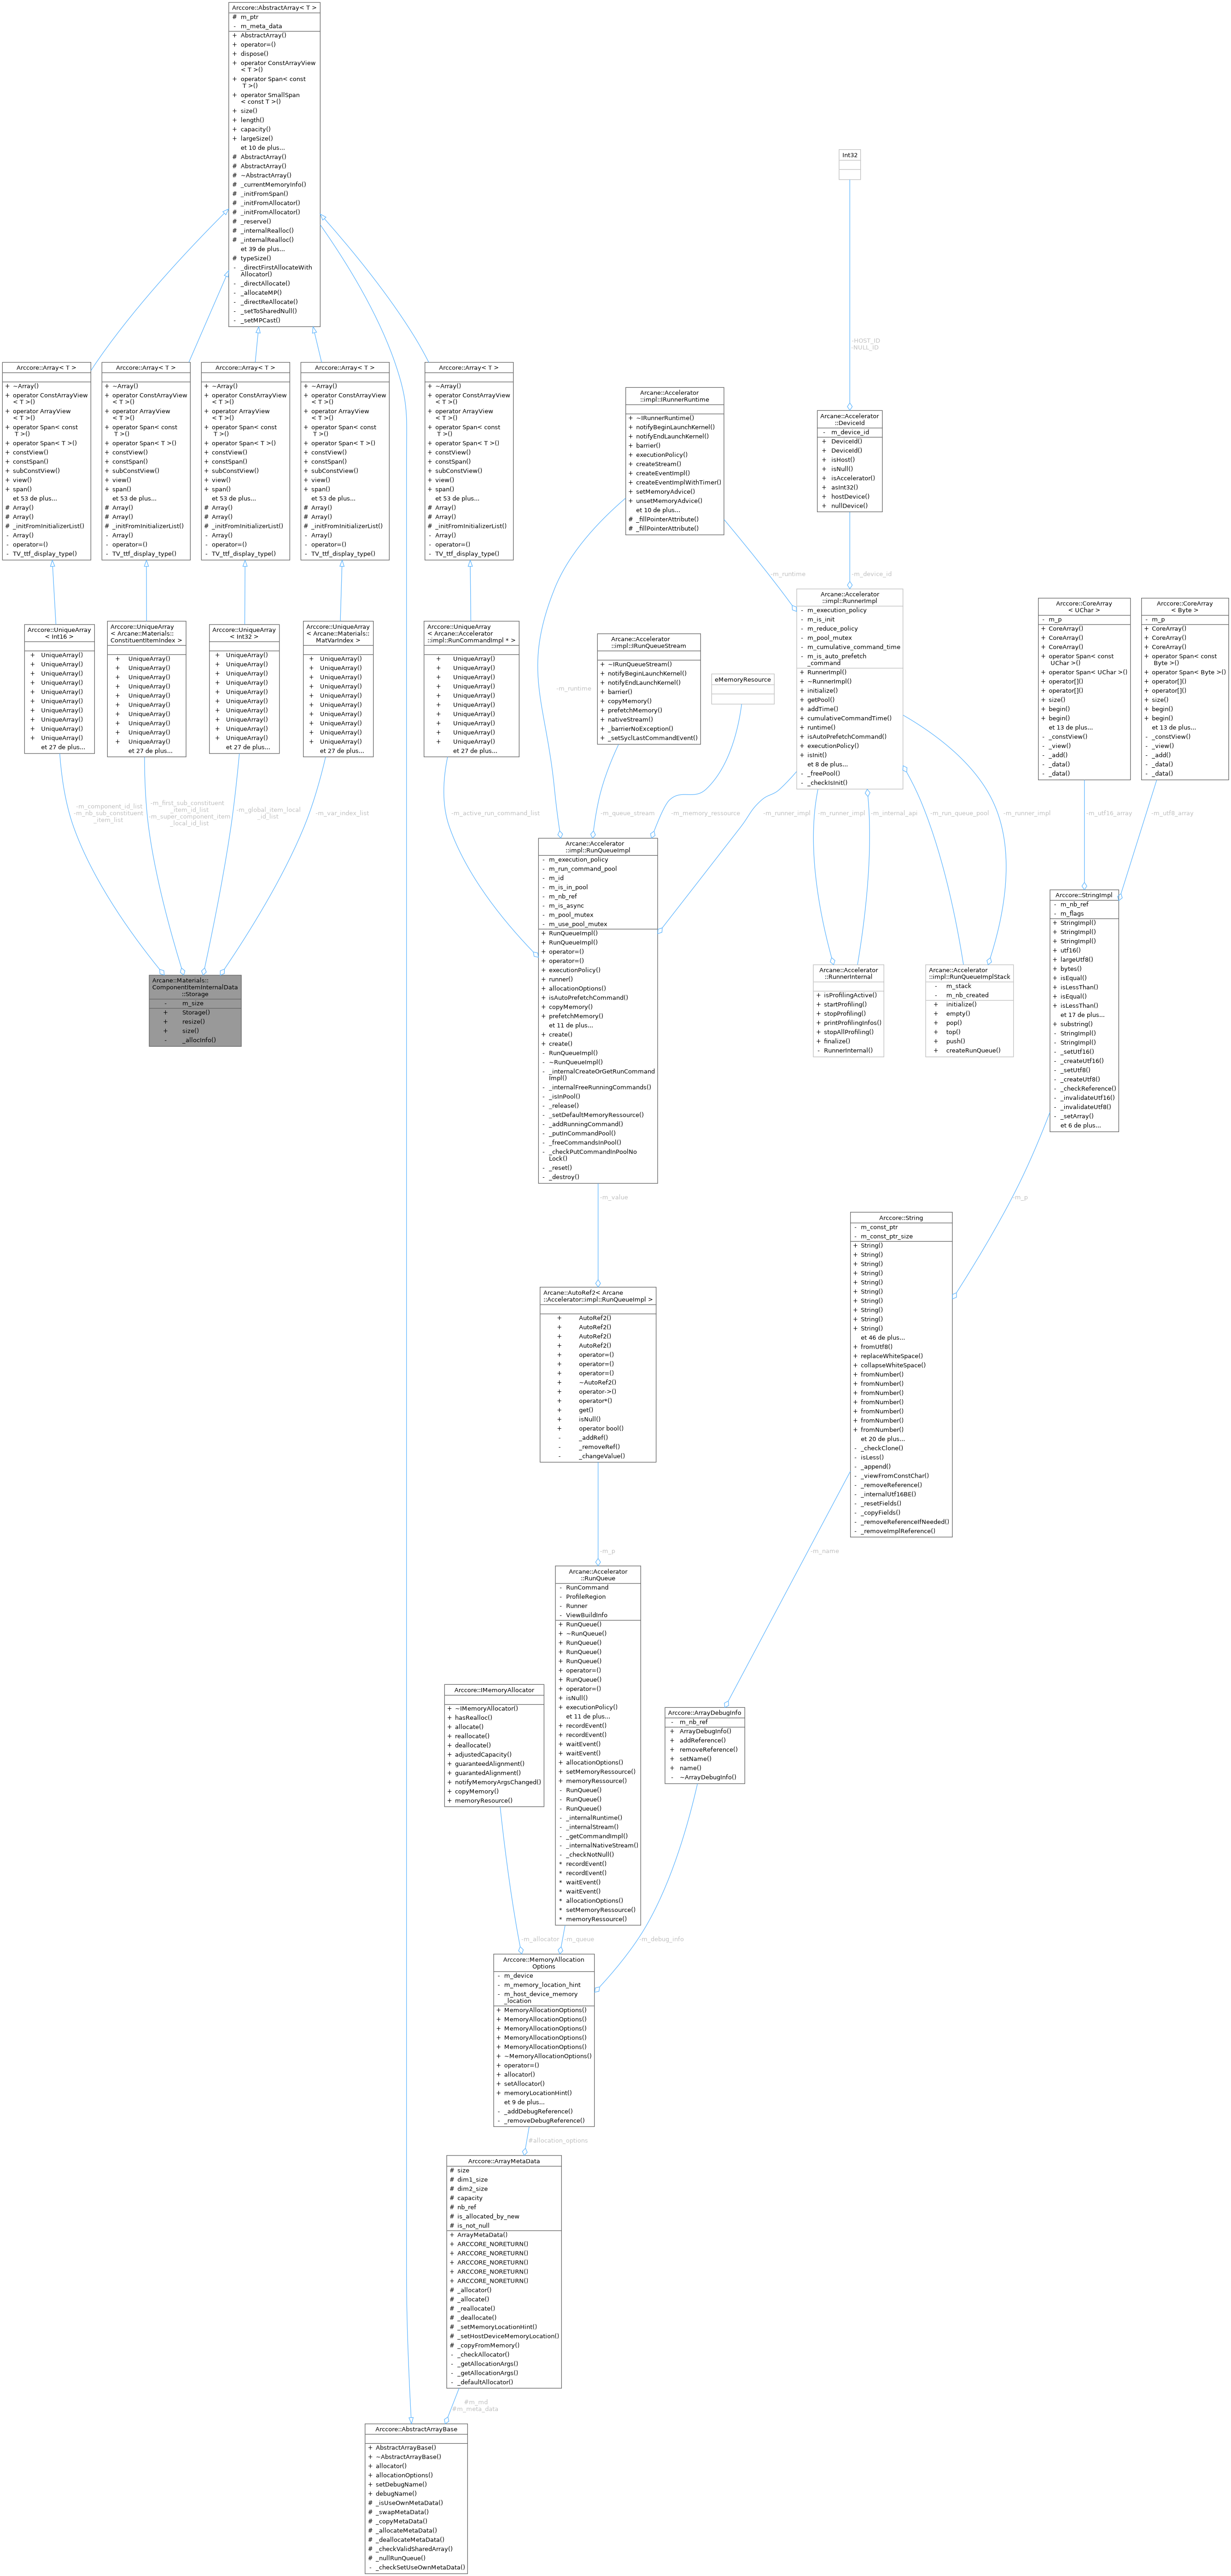 Arccore::AbstractArray< T >
# m_ptr
- m_meta_data
+ AbstractArray()
+ operator=()
+ dispose()
+ operator ConstArrayView
< T >()
+ operator Span< const
T >()
+ operator SmallSpan
< const T >()
+ size()
+ length()
+ capacity()
+ largeSize()
et 10 de plus...
# AbstractArray()
# AbstractArray()
# ~AbstractArray()
# _currentMemoryInfo()
# _initFromSpan()
# _initFromAllocator()
# _initFromAllocator()
# _reserve()
# _internalRealloc()
# _internalRealloc()
et 39 de plus...
# typeSize()
- _directFirstAllocateWith
Allocator()
- _directAllocate()
- _allocateMP()
- _directReAllocate()
- _setToSharedNull()
- _setMPCast()
Int32
-HOST_ID
-NULL_ID
Arccore::Array< T >
+ ~Array()
+ operator ConstArrayView
< T >()
+ operator ArrayView
< T >()
+ operator Span< const
T >()
+ operator Span< T >()
+ constView()
+ constSpan()
+ subConstView()
+ view()
+ span()
et 53 de plus...
# Array()
# Array()
# _initFromInitializerList()
- Array()
- operator=()
- TV_ttf_display_type()
Arccore::Array< T >
+ ~Array()
+ operator ConstArrayView
< T >()
+ operator ArrayView
< T >()
+ operator Span< const
T >()
+ operator Span< T >()
+ constView()
+ constSpan()
+ subConstView()
+ view()
+ span()
et 53 de plus...
# Array()
# Array()
# _initFromInitializerList()
- Array()
- operator=()
- TV_ttf_display_type()
Arccore::Array< T >
+ ~Array()
+ operator ConstArrayView
< T >()
+ operator ArrayView
< T >()
+ operator Span< const
T >()
+ operator Span< T >()
+ constView()
+ constSpan()
+ subConstView()
+ view()
+ span()
et 53 de plus...
# Array()
# Array()
# _initFromInitializerList()
- Array()
- operator=()
- TV_ttf_display_type()
Arccore::Array< T >
+ ~Array()
+ operator ConstArrayView
< T >()
+ operator ArrayView
< T >()
+ operator Span< const
T >()
+ operator Span< T >()
+ constView()
+ constSpan()
+ subConstView()
+ view()
+ span()
et 53 de plus...
# Array()
# Array()
# _initFromInitializerList()
- Array()
- operator=()
- TV_ttf_display_type()
Arccore::Array< T >
+ ~Array()
+ operator ConstArrayView
< T >()
+ operator ArrayView
< T >()
+ operator Span< const
T >()
+ operator Span< T >()
+ constView()
+ constSpan()
+ subConstView()
+ view()
+ span()
et 53 de plus...
# Array()
# Array()
# _initFromInitializerList()
- Array()
- operator=()
- TV_ttf_display_type()
Arcane::Accelerator
::impl::IRunnerRuntime
+ ~IRunnerRuntime()
+ notifyBeginLaunchKernel()
+ notifyEndLaunchKernel()
+ barrier()
+ executionPolicy()
+ createStream()
+ createEventImpl()
+ createEventImplWithTimer()
+ setMemoryAdvice()
+ unsetMemoryAdvice()
et 10 de plus...
# _fillPointerAttribute()
# _fillPointerAttribute()
Arcane::Accelerator
::DeviceId
- m_device_id
+ DeviceId()
+ DeviceId()
+ isHost()
+ isNull()
+ isAccelerator()
+ asInt32()
+ hostDevice()
+ nullDevice()
-m_runtime
-m_device_id
Arccore::UniqueArray
< Int16 >
+ UniqueArray()
+ UniqueArray()
+ UniqueArray()
+ UniqueArray()
+ UniqueArray()
+ UniqueArray()
+ UniqueArray()
+ UniqueArray()
+ UniqueArray()
+ UniqueArray()
et 27 de plus...
Arccore::UniqueArray
< Arcane::Materials::
ConstituentItemIndex >
+ UniqueArray()
+ UniqueArray()
+ UniqueArray()
+ UniqueArray()
+ UniqueArray()
+ UniqueArray()
+ UniqueArray()
+ UniqueArray()
+ UniqueArray()
+ UniqueArray()
et 27 de plus...
Arccore::UniqueArray
< Int32 >
+ UniqueArray()
+ UniqueArray()
+ UniqueArray()
+ UniqueArray()
+ UniqueArray()
+ UniqueArray()
+ UniqueArray()
+ UniqueArray()
+ UniqueArray()
+ UniqueArray()
et 27 de plus...
Arccore::UniqueArray
< Arcane::Materials::
MatVarIndex >
+ UniqueArray()
+ UniqueArray()
+ UniqueArray()
+ UniqueArray()
+ UniqueArray()
+ UniqueArray()
+ UniqueArray()
+ UniqueArray()
+ UniqueArray()
+ UniqueArray()
et 27 de plus...
Arccore::UniqueArray
< Arcane::Accelerator
::impl::RunCommandImpl * >
+ UniqueArray()
+ UniqueArray()
+ UniqueArray()
+ UniqueArray()
+ UniqueArray()
+ UniqueArray()
+ UniqueArray()
+ UniqueArray()
+ UniqueArray()
+ UniqueArray()
et 27 de plus...
-m_runtime
Arcane::Accelerator
::impl::IRunQueueStream
+ ~IRunQueueStream()
+ notifyBeginLaunchKernel()
+ notifyEndLaunchKernel()
+ barrier()
+ copyMemory()
+ prefetchMemory()
+ nativeStream()
+ _barrierNoException()
+ _setSyclLastCommandEvent()
eMemoryResource
Arcane::Accelerator
::impl::RunnerImpl
- m_execution_policy
- m_is_init
- m_reduce_policy
- m_pool_mutex
- m_cumulative_command_time
- m_is_auto_prefetch
_command
+ RunnerImpl()
+ ~RunnerImpl()
+ initialize()
+ getPool()
+ addTime()
+ cumulativeCommandTime()
+ runtime()
+ isAutoPrefetchCommand()
+ executionPolicy()
+ isInit()
et 8 de plus...
- _freePool()
- _checkIsInit()
Arccore::CoreArray
< UChar >
- m_p
+ CoreArray()
+ CoreArray()
+ CoreArray()
+ operator Span< const
UChar >()
+ operator Span< UChar >()
+ operator[]()
+ operator[]()
+ size()
+ begin()
+ begin()
et 13 de plus...
- _constView()
- _view()
- _add()
- _data()
- _data()
Arccore::CoreArray
< Byte >
- m_p
+ CoreArray()
+ CoreArray()
+ CoreArray()
+ operator Span< const
Byte >()
+ operator Span< Byte >()
+ operator[]()
+ operator[]()
+ size()
+ begin()
+ begin()
et 13 de plus...
- _constView()
- _view()
- _add()
- _data()
- _data()
-m_component_id_list
-m_nb_sub_constituent
_item_list
-m_first_sub_constituent
_item_id_list
-m_super_component_item
_local_id_list
-m_global_item_local
_id_list
-m_var_index_list
-m_active_run_command_list
-m_queue_stream
-m_memory_ressource
-m_runner_impl
-m_runner_impl
-m_internal_api
-m_run_queue_pool
-m_runner_impl
-m_utf16_array
-m_utf8_array
Arcane::Materials::
ComponentItemInternalData
::Storage
- m_size
+ Storage()
+ resize()
+ size()
- _allocInfo()
Arcane::Accelerator
::impl::RunQueueImpl
- m_execution_policy
- m_run_command_pool
- m_id
- m_is_in_pool
- m_nb_ref
- m_is_async
- m_pool_mutex
- m_use_pool_mutex
+ RunQueueImpl()
+ RunQueueImpl()
+ operator=()
+ operator=()
+ executionPolicy()
+ runner()
+ allocationOptions()
+ isAutoPrefetchCommand()
+ copyMemory()
+ prefetchMemory()
et 11 de plus...
+ create()
+ create()
- RunQueueImpl()
- ~RunQueueImpl()
- _internalCreateOrGetRunCommand
Impl()
- _internalFreeRunningCommands()
- _isInPool()
- _release()
- _setDefaultMemoryRessource()
- _addRunningCommand()
- _putInCommandPool()
- _freeCommandsInPool()
- _checkPutCommandInPoolNo
Lock()
- _reset()
- _destroy()
Arcane::Accelerator
::RunnerInternal
+ isProfilingActive()
+ startProfiling()
+ stopProfiling()
+ printProfilingInfos()
+ stopAllProfiling()
+ finalize()
- RunnerInternal()
Arcane::Accelerator
::impl::RunQueueImplStack
- m_stack
- m_nb_created
+ initialize()
+ empty()
+ pop()
+ top()
+ push()
+ createRunQueue()
Arccore::StringImpl
- m_nb_ref
- m_flags
+ StringImpl()
+ StringImpl()
+ StringImpl()
+ utf16()
+ largeUtf8()
+ bytes()
+ isEqual()
+ isLessThan()
+ isEqual()
+ isLessThan()
et 17 de plus...
+ substring()
- StringImpl()
- StringImpl()
- _setUtf16()
- _createUtf16()
- _setUtf8()
- _createUtf8()
- _checkReference()
- _invalidateUtf16()
- _invalidateUtf8()
- _setArray()
et 6 de plus...
-m_value
-m_p
Arccore::String
- m_const_ptr
- m_const_ptr_size
+ String()
+ String()
+ String()
+ String()
+ String()
+ String()
+ String()
+ String()
+ String()
+ String()
et 46 de plus...
+ fromUtf8()
+ replaceWhiteSpace()
+ collapseWhiteSpace()
+ fromNumber()
+ fromNumber()
+ fromNumber()
+ fromNumber()
+ fromNumber()
+ fromNumber()
+ fromNumber()
et 20 de plus...
- _checkClone()
- isLess()
- _append()
- _viewFromConstChar()
- _removeReference()
- _internalUtf16BE()
- _resetFields()
- _copyFields()
- _removeReferenceIfNeeded()
- _removeImplReference()
Arcane::AutoRef2< Arcane
::Accelerator::impl::RunQueueImpl >
+ AutoRef2()
+ AutoRef2()
+ AutoRef2()
+ AutoRef2()
+ operator=()
+ operator=()
+ operator=()
+ ~AutoRef2()
+ operator->()
+ operator*()
+ get()
+ isNull()
+ operator bool()
- _addRef()
- _removeRef()
- _changeValue()
-m_p
-m_name
Arcane::Accelerator
::RunQueue
- RunCommand
- ProfileRegion
- Runner
- ViewBuildInfo
+ RunQueue()
+ ~RunQueue()
+ RunQueue()
+ RunQueue()
+ RunQueue()
+ operator=()
+ RunQueue()
+ operator=()
+ isNull()
+ executionPolicy()
et 11 de plus...
+ recordEvent()
+ recordEvent()
+ waitEvent()
+ waitEvent()
+ allocationOptions()
+ setMemoryRessource()
+ memoryRessource()
- RunQueue()
- RunQueue()
- RunQueue()
- _internalRuntime()
- _internalStream()
- _getCommandImpl()
- _internalNativeStream()
- _checkNotNull()
* recordEvent()
* recordEvent()
* waitEvent()
* waitEvent()
* allocationOptions()
* setMemoryRessource()
* memoryRessource()
Arccore::IMemoryAllocator
+ ~IMemoryAllocator()
+ hasRealloc()
+ allocate()
+ reallocate()
+ deallocate()
+ adjustedCapacity()
+ guaranteedAlignment()
+ guarantedAlignment()
+ notifyMemoryArgsChanged()
+ copyMemory()
+ memoryResource()
Arccore::ArrayDebugInfo
- m_nb_ref
+ ArrayDebugInfo()
+ addReference()
+ removeReference()
+ setName()
+ name()
- ~ArrayDebugInfo()
-m_allocator
-m_queue
-m_debug_info
Arccore::MemoryAllocation
Options
- m_device
- m_memory_location_hint
- m_host_device_memory
_location
+ MemoryAllocationOptions()
+ MemoryAllocationOptions()
+ MemoryAllocationOptions()
+ MemoryAllocationOptions()
+ MemoryAllocationOptions()
+ ~MemoryAllocationOptions()
+ operator=()
+ allocator()
+ setAllocator()
+ memoryLocationHint()
et 9 de plus...
- _addDebugReference()
- _removeDebugReference()
#allocation_options
Arccore::ArrayMetaData
# size
# dim1_size
# dim2_size
# capacity
# nb_ref
# is_allocated_by_new
# is_not_null
+ ArrayMetaData()
+ ARCCORE_NORETURN()
+ ARCCORE_NORETURN()
+ ARCCORE_NORETURN()
+ ARCCORE_NORETURN()
+ ARCCORE_NORETURN()
# _allocator()
# _allocate()
# _reallocate()
# _deallocate()
# _setMemoryLocationHint()
# _setHostDeviceMemoryLocation()
# _copyFromMemory()
- _checkAllocator()
- _getAllocationArgs()
- _getAllocationArgs()
- _defaultAllocator()
#m_md
#m_meta_data
Arccore::AbstractArrayBase
+ AbstractArrayBase()
+ ~AbstractArrayBase()
+ allocator()
+ allocationOptions()
+ setDebugName()
+ debugName()
# _isUseOwnMetaData()
# _swapMetaData()
# _copyMetaData()
# _allocateMetaData()
# _deallocateMetaData()
# _checkValidSharedArray()
# _nullRunQueue()
- _checkSetUseOwnMetaData()